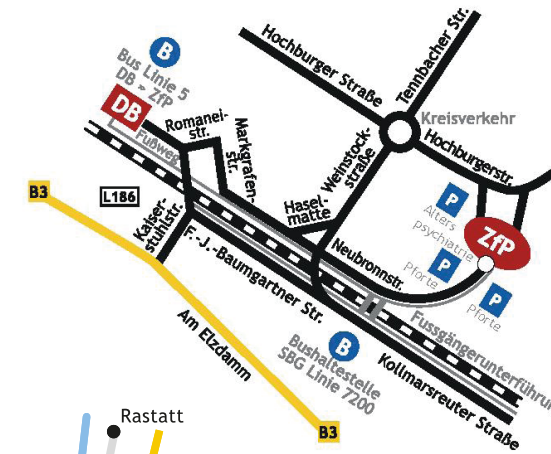 Hochburger Straße
Tennbacher Str.
B
Bus Linie 5
DB » ZfP
DB
Romanei-
str.
Markgrafen-
str.
Fußweg
Kreisverkehr
Hochburgerstr.
Weinstock-
straße
B3
L186
Kaiser-
stuhlstr.
Hasel-
matte
P
Alters
psychiatrie
ZfP
F.-J.-Baumgartner Str.
Neubronnstr.
P
Pforte
P
Pforte
Am Elzdamm
B
Bushaltestelle
SBG Linie 7200
Fussgängerunterführun
Kollmarsreuter Straße
Rastatt
B3